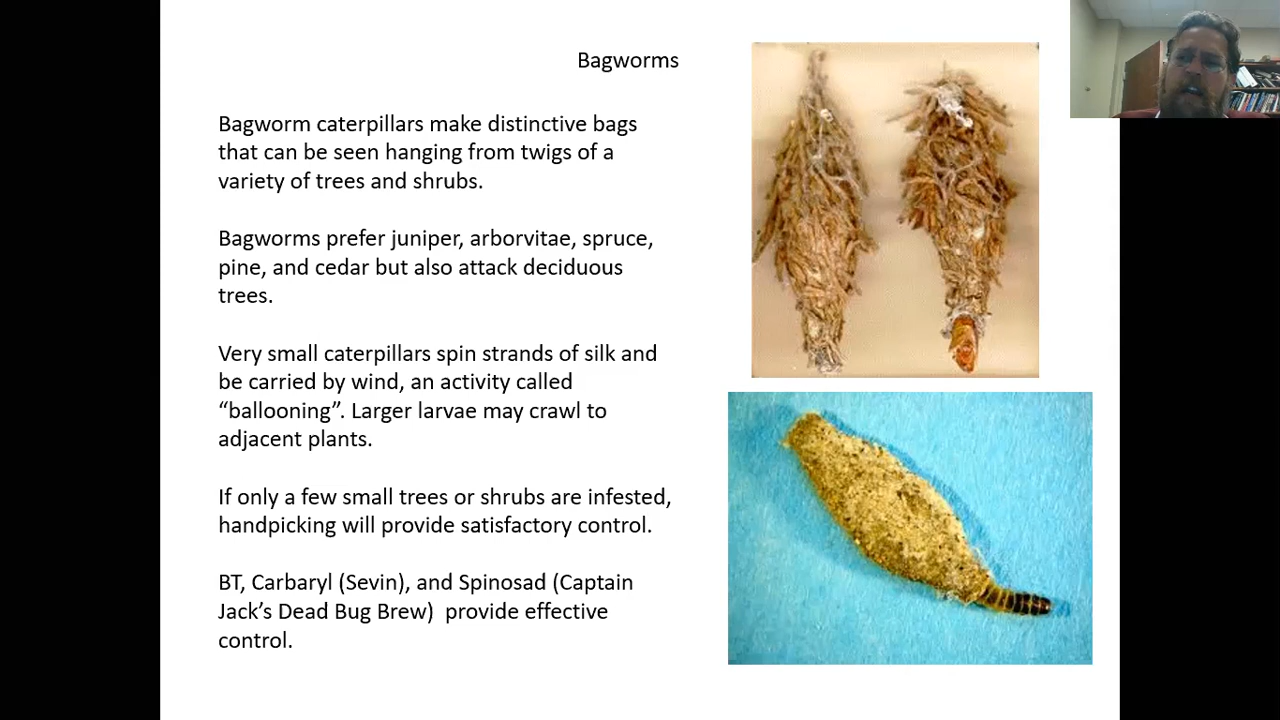 Bagworms
Bagworm caterpillars make distinctive bags
that can be seen hanging from twigs of a
variety of trees and shrubs.
Bagworms prefer juniper, arborvitae, spruce,
pine, and cedar but also attack deciduous
trees.
Very small caterpillars spin strands of silk and
be carried by wind, an activity called
“ballooning”. Larger larvae may crawl to
adjacent plants.
If only a few small trees or shrubs are infested,
handpicking will provide satisfactory control.
BT, Carbaryl (Sevin), and Spinosad (Captain
Jack’s Dead Bug Brew)  provide effective
control.